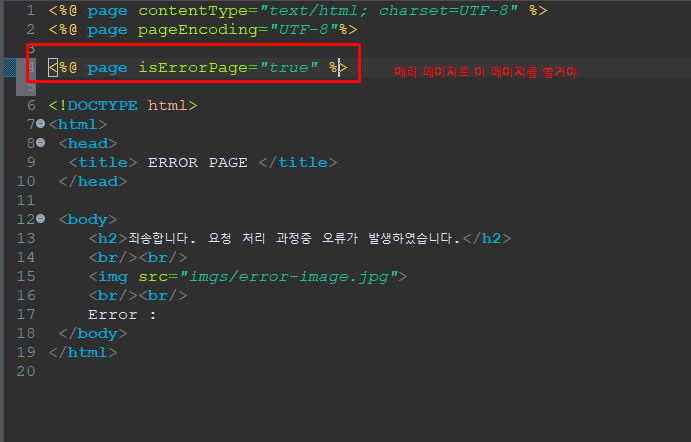 1 <%@ page contentType="text/html; charset=UTF-8" %>
2 <%@ page pageEncoding="UTF-8"%>
3
4 <%@ page isErrorPage="true" %> 에러 페이지로 이 페이지를 쓸거야
5
6 <!DOCTYPE html>
7 <html>
8 <head>
9 <title> ERROR PAGE </title>
10 </head>
11
12 <body>
13 <h2>죄송합니다. 요청 처리 과정중 오류가 발생하였습니다.</h2>
14 <br/><br/>
15 <img src="imgs/error-image.jpg">
16 <br/><br/>
17 Error :
18 </body>
19 </html>
20